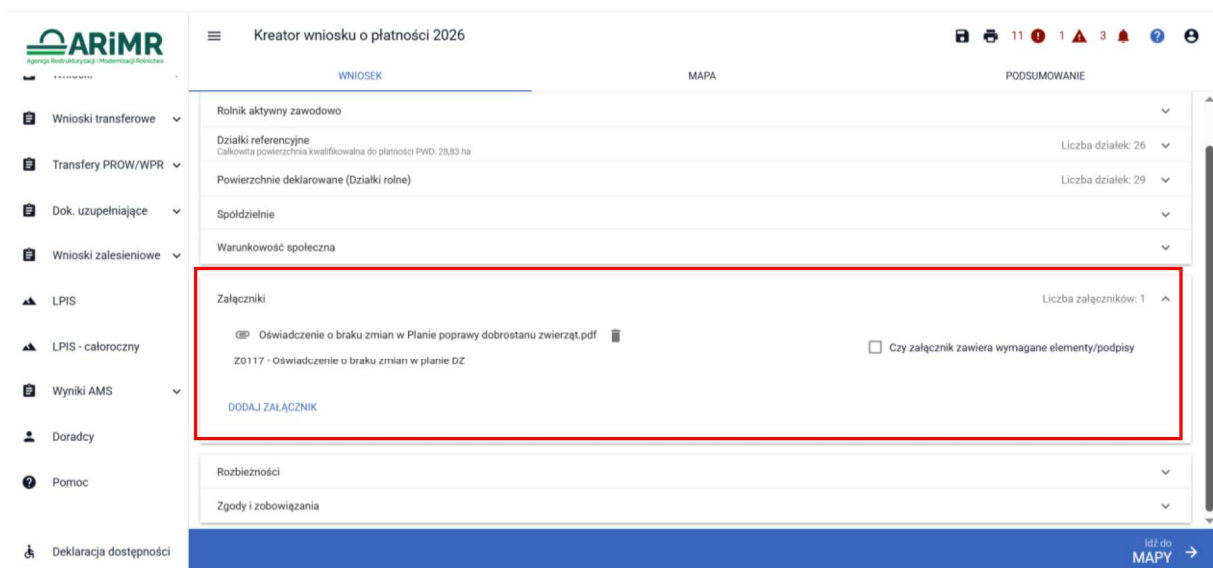 ARiMR
Agencja Restrukturyzacji i Modernizacji Rolnictwa
Kreator wniosku o płatności 2026
11 1 3
WNIOSEK MAPA PODSUMOWANIE
Wnioski transferowe
Transfery PROW/WPR
Dok. uzupełniające
Wnioski zalesieniowe
LPIS
LPIS - całoroczny
Wyniki AMS
Doradcy
Pomoc
Deklaracja dostępności
Rolnik aktywny zawodowo
Działki referencyjne Liczba działek: 26
Całkowita powierzchnia kwalifikowalna do płatności PWD: 28,83 ha
Powierzchnie deklarowane (Działki rolne) Liczba działek: 29
Spółdzielnie
Warunkowość społeczna
Załączniki Liczba załączników: 1
Oświadczenie o braku zmian w Planie poprawy dobrostanu zwierząt.pdf
Z0117 - Oświadczenie o braku zmian w planie DZ
Czy załącznik zawiera wymagane elementy/podpisy
DODAJ ZAŁĄCZNIK
Rozbieżności
Zgody i zobowiązania
Idź do
MAPY